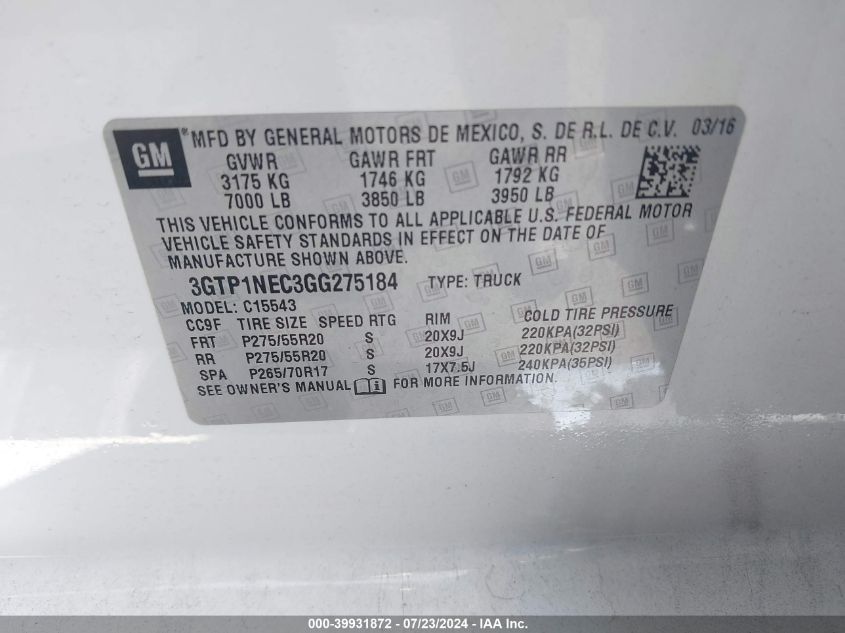 GM ® MFD BY GENERAL MOTORS DE MEXICO, S. DE R.L. DE C.V. 03/16
GVWR GAWR FRT GAWR RR
3175 KG 1746 KG 1792 KG
7000 LB 3850 LB 3950 LB
THIS VEHICLE CONFORMS TO ALL APPLICABLE U.S. FEDERAL MOTOR
VEHICLE SAFETY STANDARDS IN EFFECT ON THE DATE OF
MANUFACTURE SHOWN ABOVE.
3GTP1NEC3GG275184 TYPE: TRUCK
MODEL: C15543
CC9F TIRE SIZE SPEED RTG RIM COLD TIRE PRESSURE
FRT P275/55R20 S 20X9J 220KPA(32PSI)
RR P275/55R20 S 20X9J 220KPA(32PSI)
SPA P265/70R17 S 17X7.5J 240KPA(35PSI)
SEE OWNER'S MANUAL FOR MORE INFORMATION.
000-39931872 / 07/23/2024 - IAA Inc.